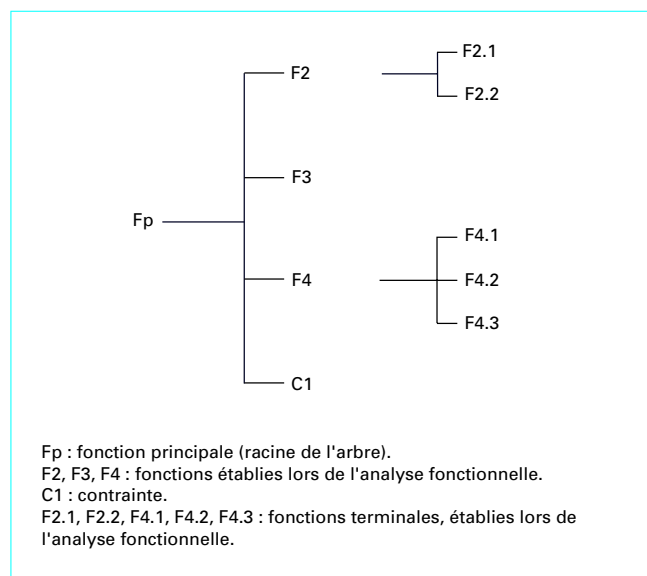 F2.1
F2
F2.2
F3
Fp
F4.1
F4
F4.2
F4.3
C1
Fp : fonction principale (racine de l'arbre).
F2, F3, F4 : fonctions établies lors de l'analyse fonctionnelle.
C1 : contrainte.
F2.1, F2.2, F4.1, F4.2, F4.3 : fonctions terminales, établies lors de
l'analyse fonctionnelle.